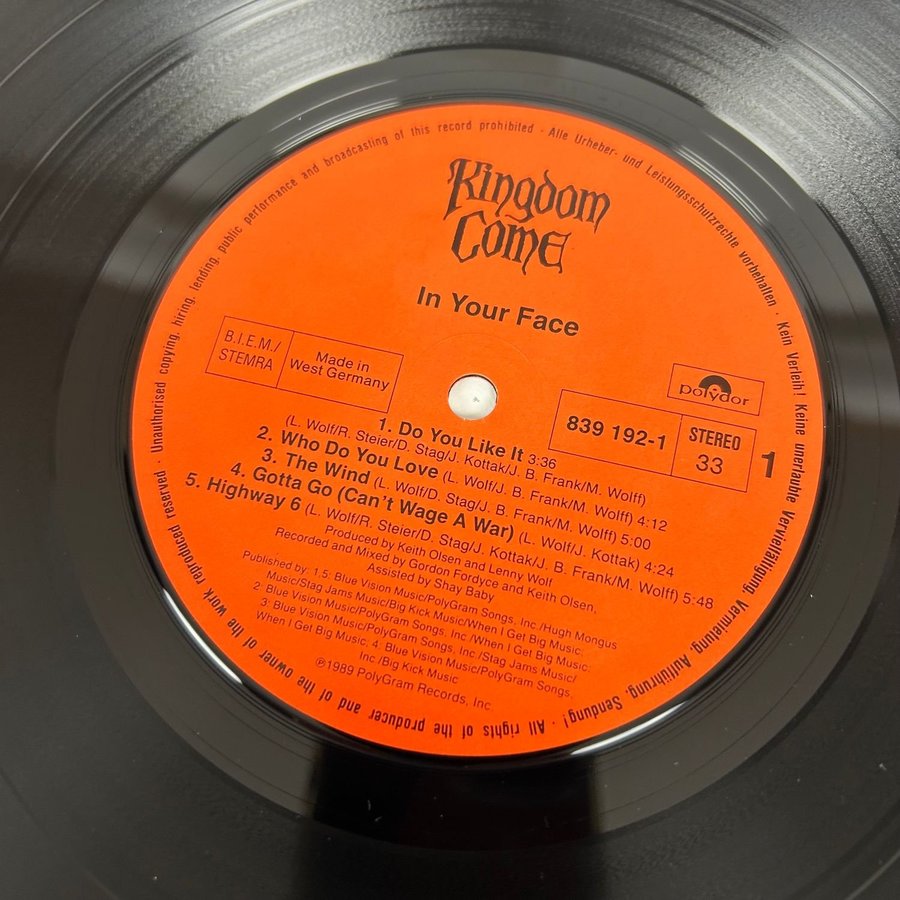 Kingdom
Come
In Your Face
B.I.E.M./
STEMRA
Made in
West Germany
polydor
839 192-1
STEREO
33
1
1. Do You Like It 3:36
(L. Wolf/R. Steier/D. Stag/J. Kottak/J. B. Frank/M. Wolff)
2. Who Do You Love (L. Wolf/J. B. Frank/M. Wolff) 4:12
3. The Wind (L. Wolf/D. Stag/J. B. Frank/M. Wolff) 5:00
4. Gotta Go (Can't Wage A War) (L. Wolf/J. Kottak) 4:24
5. Highway 6 (L. Wolf/R. Steier/D. Stag/J. Kottak/J. B. Frank/M. Wolff) 5:48
Produced by Keith Olsen and Lenny Wolf
Recorded and Mixed by Gordon Fordyce and Keith Olsen,
Assisted by Shay Baby
Published by: 1,5: Blue Vision Music/PolyGram Songs, Inc./Hugh Mongus
Music/Stag Jams Music/Big Kick Music/When I Get Big Music;
2: Blue Vision Music/PolyGram Songs, Inc./When I Get Big Music;
3: Blue Vision Music/PolyGram Songs, Inc./Stag Jams Music/
When I Get Big Music. 4. Blue Vision Music/PolyGram Songs,
Inc./Big Kick Music
℗1989 PolyGram Records, Inc.
All rights of the producer and of the owner of the work reproduced reserved · Unauthorised copying, hiring, lending, public performance and broadcasting of this record prohibited · Alle Urheber- und Leistungsschutzrechte vorbehalten · Kein Verleih! Keine unerlaubte Vervielfältigung, Vermietung, Aufführung, Sendung! ·